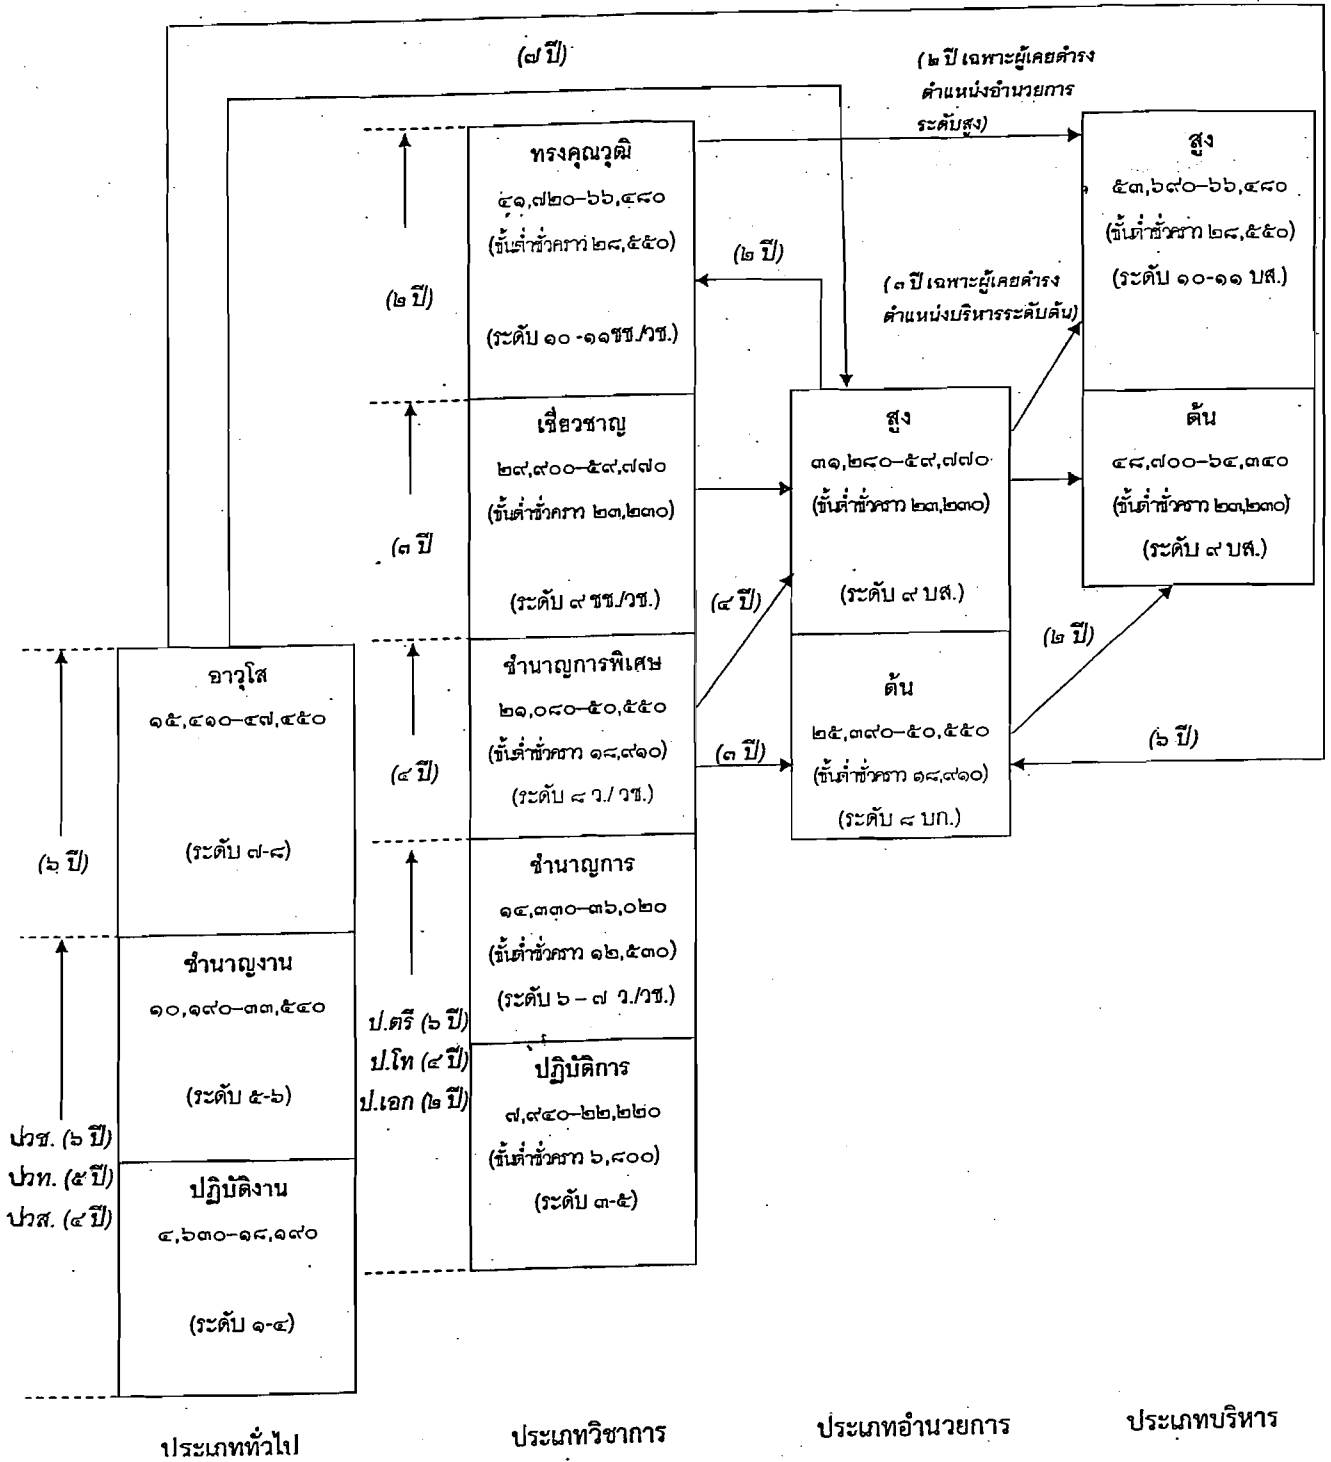 (๗ ปี)
(๒ ปี เฉพาะผู้เคยดำรง
ตำแหน่งอำนวยการ
ระดับสูง)
ทรงคุณวุฒิ
๔๑,๗๒๐–๖๖,๔๘๐
(ขั้นต่ำชั่วคราว ๒๘,๕๕๐)
(ระดับ ๑๐ -๑๑ชช./วช.)
(๒ ปี)
(๒ ปี)
สูง
๕๓,๖๙๐–๖๖,๔๘๐
(ขั้นต่ำชั่วคราว ๒๘,๕๕๐)
(ระดับ ๑๐-๑๑ บส.)
(๓ ปี เฉพาะผู้เคยดำรง
ตำแหน่งบริหารระดับต้น)
เชี่ยวชาญ
๒๙,๙๐๐–๕๙,๗๗๐
(ขั้นต่ำชั่วคราว ๒๓,๒๓๐)
(ระดับ ๙ ชช./วช.)
(๓ ปี
สูง
๓๑,๒๘๐–๕๙,๗๗๐
(ขั้นต่ำชั่วคราว ๒๓,๒๓๐)
(ระดับ ๙ บส.)
ต้น
๔๘,๗๐๐–๖๔,๓๔๐
(ขั้นต่ำชั่วคราว ๒๓,๒๓๐)
(ระดับ ๙ บส.)
(๔ ปี)
(๒ ปี)
อาวุโส
๑๕,๔๑๐–๔๗,๔๕๐
(ระดับ ๗-๘)
(๖ ปี)
ชำนาญการพิเศษ
๒๑,๐๘๐–๕๐,๕๕๐
(ขั้นต่ำชั่วคราว ๑๘,๙๑๐)
(ระดับ ๘ ว./ วช.)
(๔ ปี)
(๓ ปี)
ต้น
๒๕,๓๙๐–๕๐,๕๕๐
(ขั้นต่ำชั่วคราว ๑๘,๙๑๐)
(ระดับ ๘ บก.)
(๖ ปี)
ชำนาญการ
๑๔,๓๓๐–๓๖,๐๒๐
(ขั้นต่ำชั่วคราว ๑๒,๕๓๐)
(ระดับ ๖ – ๗ ว./วช.)
ป.ตรี (๖ ปี)
ป.โท (๔ ปี)
ป.เอก (๒ ปี)
ชำนาญงาน
๑๐,๑๙๐–๓๓,๕๔๐
(ระดับ ๕-๖)
ปวช. (๖ ปี)
ปวท. (๕ ปี)
ปวส. (๔ ปี)
ปฏิบัติการ
๗,๙๔๐–๒๒,๒๒๐
(ขั้นต่ำชั่วคราว ๖,๘๐๐)
(ระดับ ๓-๕)
ปฏิบัติงาน
๔,๖๓๐–๑๘,๑๙๐
(ระดับ ๑-๔)
ประเภททั่วไป
ประเภทวิชาการ
ประเภทอำนวยการ
ประเภทบริหาร